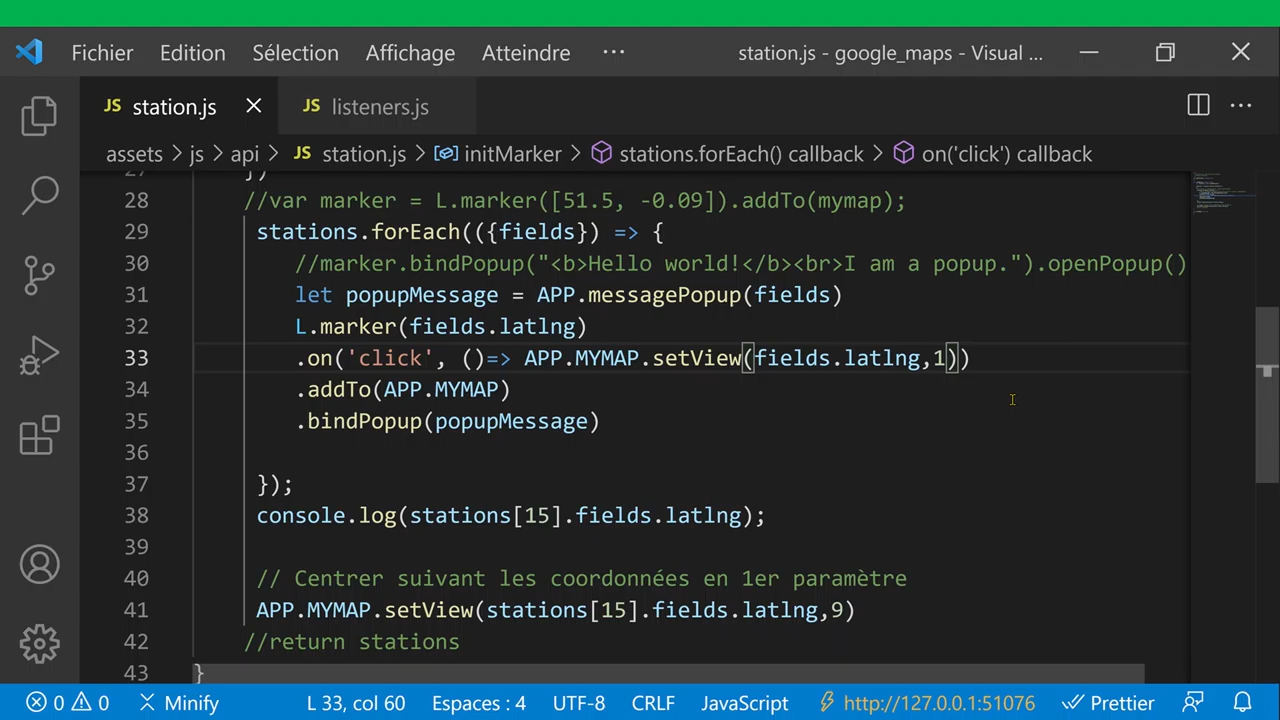 Fichier Edition Sélection Affichage Atteindre ··· station.js - google_maps - Visual ...
JS station.js JS listeners.js ···
assets > js > api > JS station.js > initMarker > stations.forEach() callback > on('click') callback
27 })
28 //var marker = L.marker([51.5, -0.09]).addTo(mymap);
29 stations.forEach(({fields}) => {
30 //marker.bindPopup("<b>Hello world!</b><br>I am a popup.").openPopup()
31 let popupMessage = APP.messagePopup(fields)
32 L.marker(fields.latlng)
33 .on('click', ()=> APP.MYMAP.setView(fields.latlng,1))
34 .addTo(APP.MYMAP)
35 .bindPopup(popupMessage)
36
37 });
38 console.log(stations[15].fields.latlng);
39
40 // Centrer suivant les coordonnées en 1er paramètre
41 APP.MYMAP.setView(stations[15].fields.latlng,9)
42 //return stations
43 }
0 0 Minify L 33, col 60 Espaces : 4 UTF-8 CRLF JavaScript http://127.0.0.1:51076 Prettier